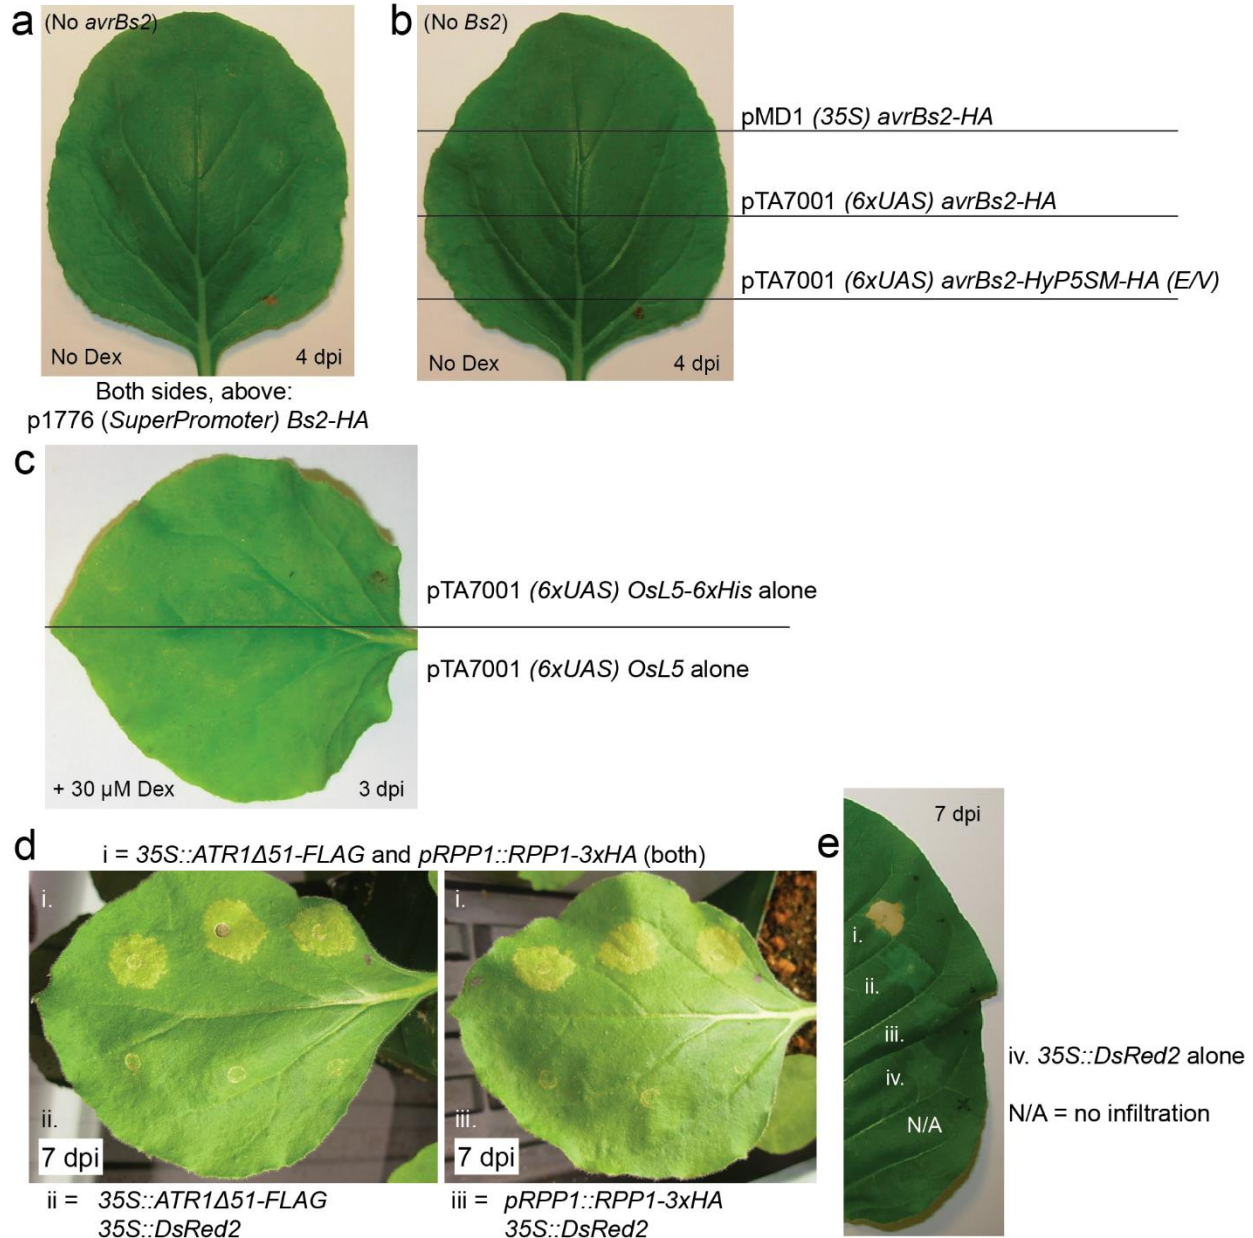 a
(No avrBs2)
No Dex
4 dpi
Both sides, above:
p1776 (SuperPromoter) Bs2-HA
b
(No Bs2)
No Dex
4 dpi
pMD1 (35S) avrBs2-HA
pTA7001 (6xUAS) avrBs2-HA
pTA7001 (6xUAS) avrBs2-HyP5SM-HA (E/V)
c
+ 30 µM Dex
3 dpi
pTA7001 (6xUAS) OsL5-6xHis alone
pTA7001 (6xUAS) OsL5 alone
d
i = 35S::ATR1Δ51-FLAG and pRPP1::RPP1-3xHA (both)
i.
ii.
7 dpi
ii = 35S::ATR1Δ51-FLAG
35S::DsRed2
i.
iii.
7 dpi
iii = pRPP1::RPP1-3xHA
35S::DsRed2
e
7 dpi
i.
ii.
iii.
iv.
N/A
iv. 35S::DsRed2 alone
N/A = no infiltration